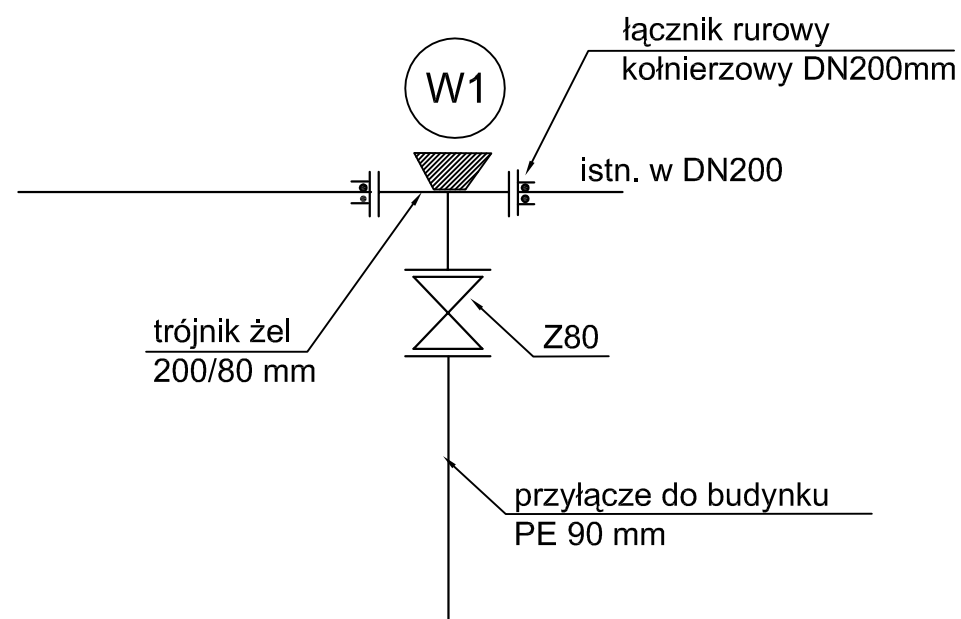 łącznik rurowy
kołnierzowy DN200mm
W1
istn. w DN200
trójnik żel
200/80 mm
Z80
przyłącze do budynku
PE 90 mm